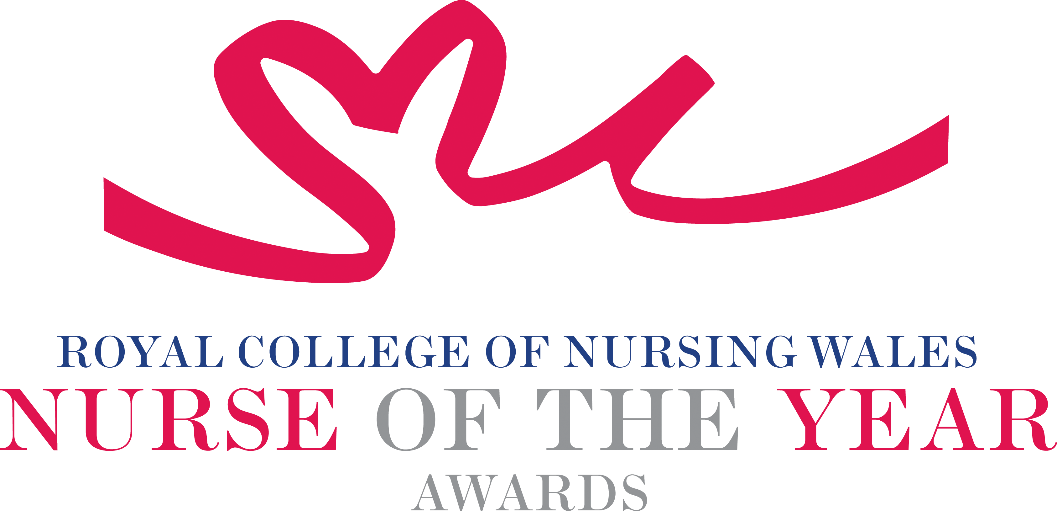 ROYAL COLLEGE OF NURSING WALES
NURSE OF THE YEAR
AWARDS